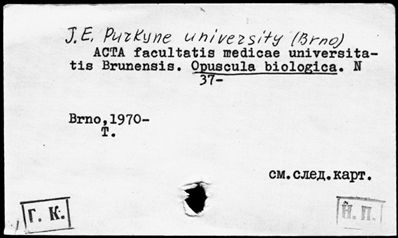 J.E. Purkyne university (Brno)
ACTA facultatis medicae universita-
tis Brunensis. Opuscula biologica. N
37-
Brno,1970-
Т.
см.след.карт.
Г. К.
Н. П.